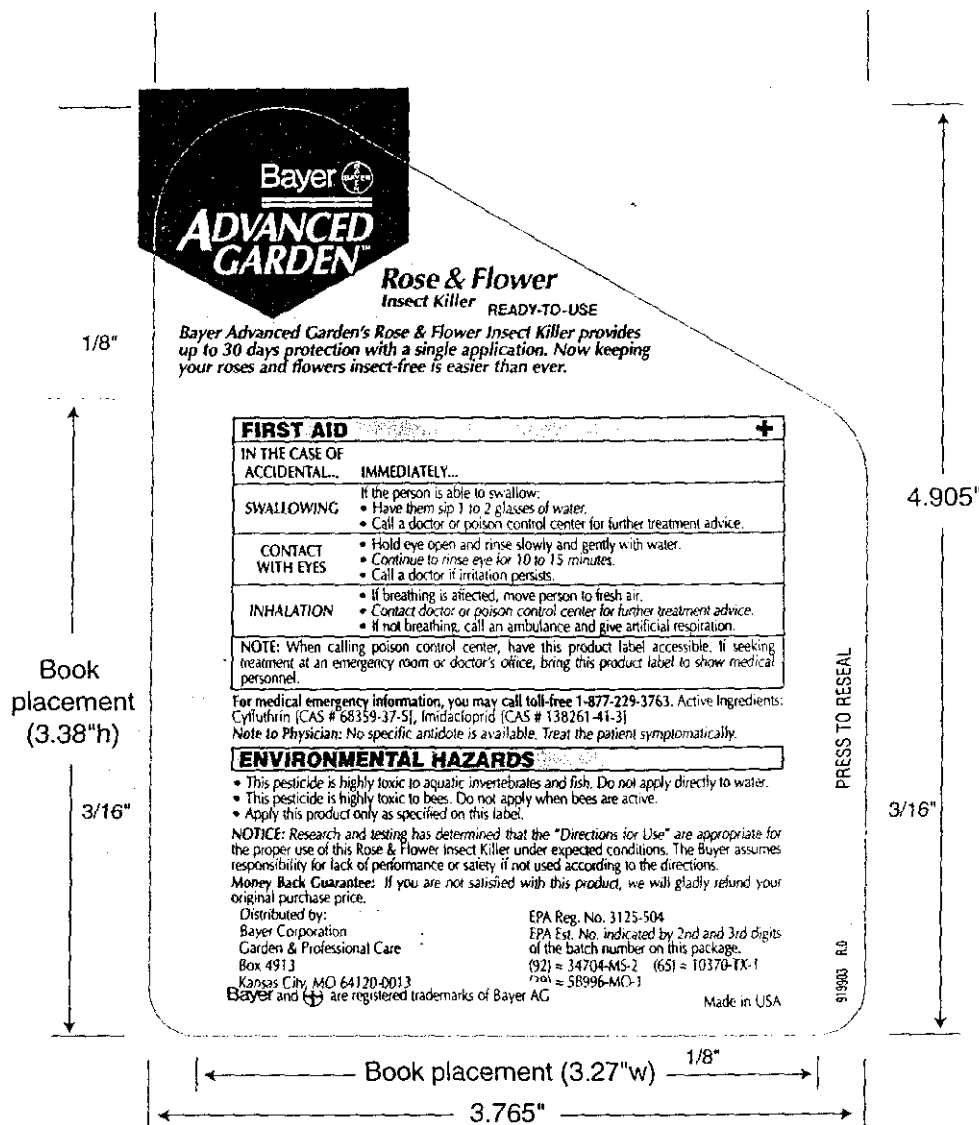 Bayer
ADVANCED
GARDEN™
Rose & Flower
Insect Killer READY-TO-USE
Bayer Advanced Garden's Rose & Flower Insect Killer provides
up to 30 days protection with a single application. Now keeping
your roses and flowers insect-free is easier than ever.
1/8"
FIRST AID +
IN THE CASE OF
ACCIDENTAL... IMMEDIATELY...
SWALLOWING
If the person is able to swallow:
• Have them sip 1 to 2 glasses of water.
• Call a doctor or poison control center for further treatment advice.
CONTACT
WITH EYES
• Hold eye open and rinse slowly and gently with water.
• Continue to rinse eye for 10 to 15 minutes.
• Call a doctor if irritation persists.
INHALATION
• If breathing is affected, move person to fresh air.
• Contact doctor or poison control center for further treatment advice.
• If not breathing, call an ambulance and give artificial respiration.
NOTE: When calling poison control center, have this product label accessible. If seeking
treatment at an emergency room or doctor's office, bring this product label to show medical
personnel.
For medical emergency information, you may call toll-free 1-877-229-3763. Active Ingredients:
Cyfluthrin [CAS # 68359-37-5], Imidacloprid [CAS # 138261-41-3]
Note to Physician: No specific antidote is available. Treat the patient symptomatically.
ENVIRONMENTAL HAZARDS
• This pesticide is highly toxic to aquatic invertebrates and fish. Do not apply directly to water.
• This pesticide is highly toxic to bees. Do not apply when bees are active.
• Apply this product only as specified on this label.
NOTICE: Research and testing has determined that the "Directions for Use" are appropriate for
the proper use of this Rose & Flower Insect Killer under expected conditions. The Buyer assumes
responsibility for lack of performance or safety if not used according to the directions.
Money Back Guarantee: If you are not satisfied with this product, we will gladly refund your
original purchase price.
Distributed by:
Bayer Corporation
Garden & Professional Care
Box 4913
Kansas City, MO 64120-0013
EPA Reg. No. 3125-504
EPA Est. No. indicated by 2nd and 3rd digits
of the batch number on this package.
(92) = 34704-MS-2 (65) = 10370-TX-1
= 58996-MO-1
Bayer and are registered trademarks of Bayer AG
Made in USA
PRESS TO RESEAL
919903 R.0
4.905"
Book
placement
(3.38"h)
3/16"
3/16"
Book placement (3.27"w) 1/8"
3.765"